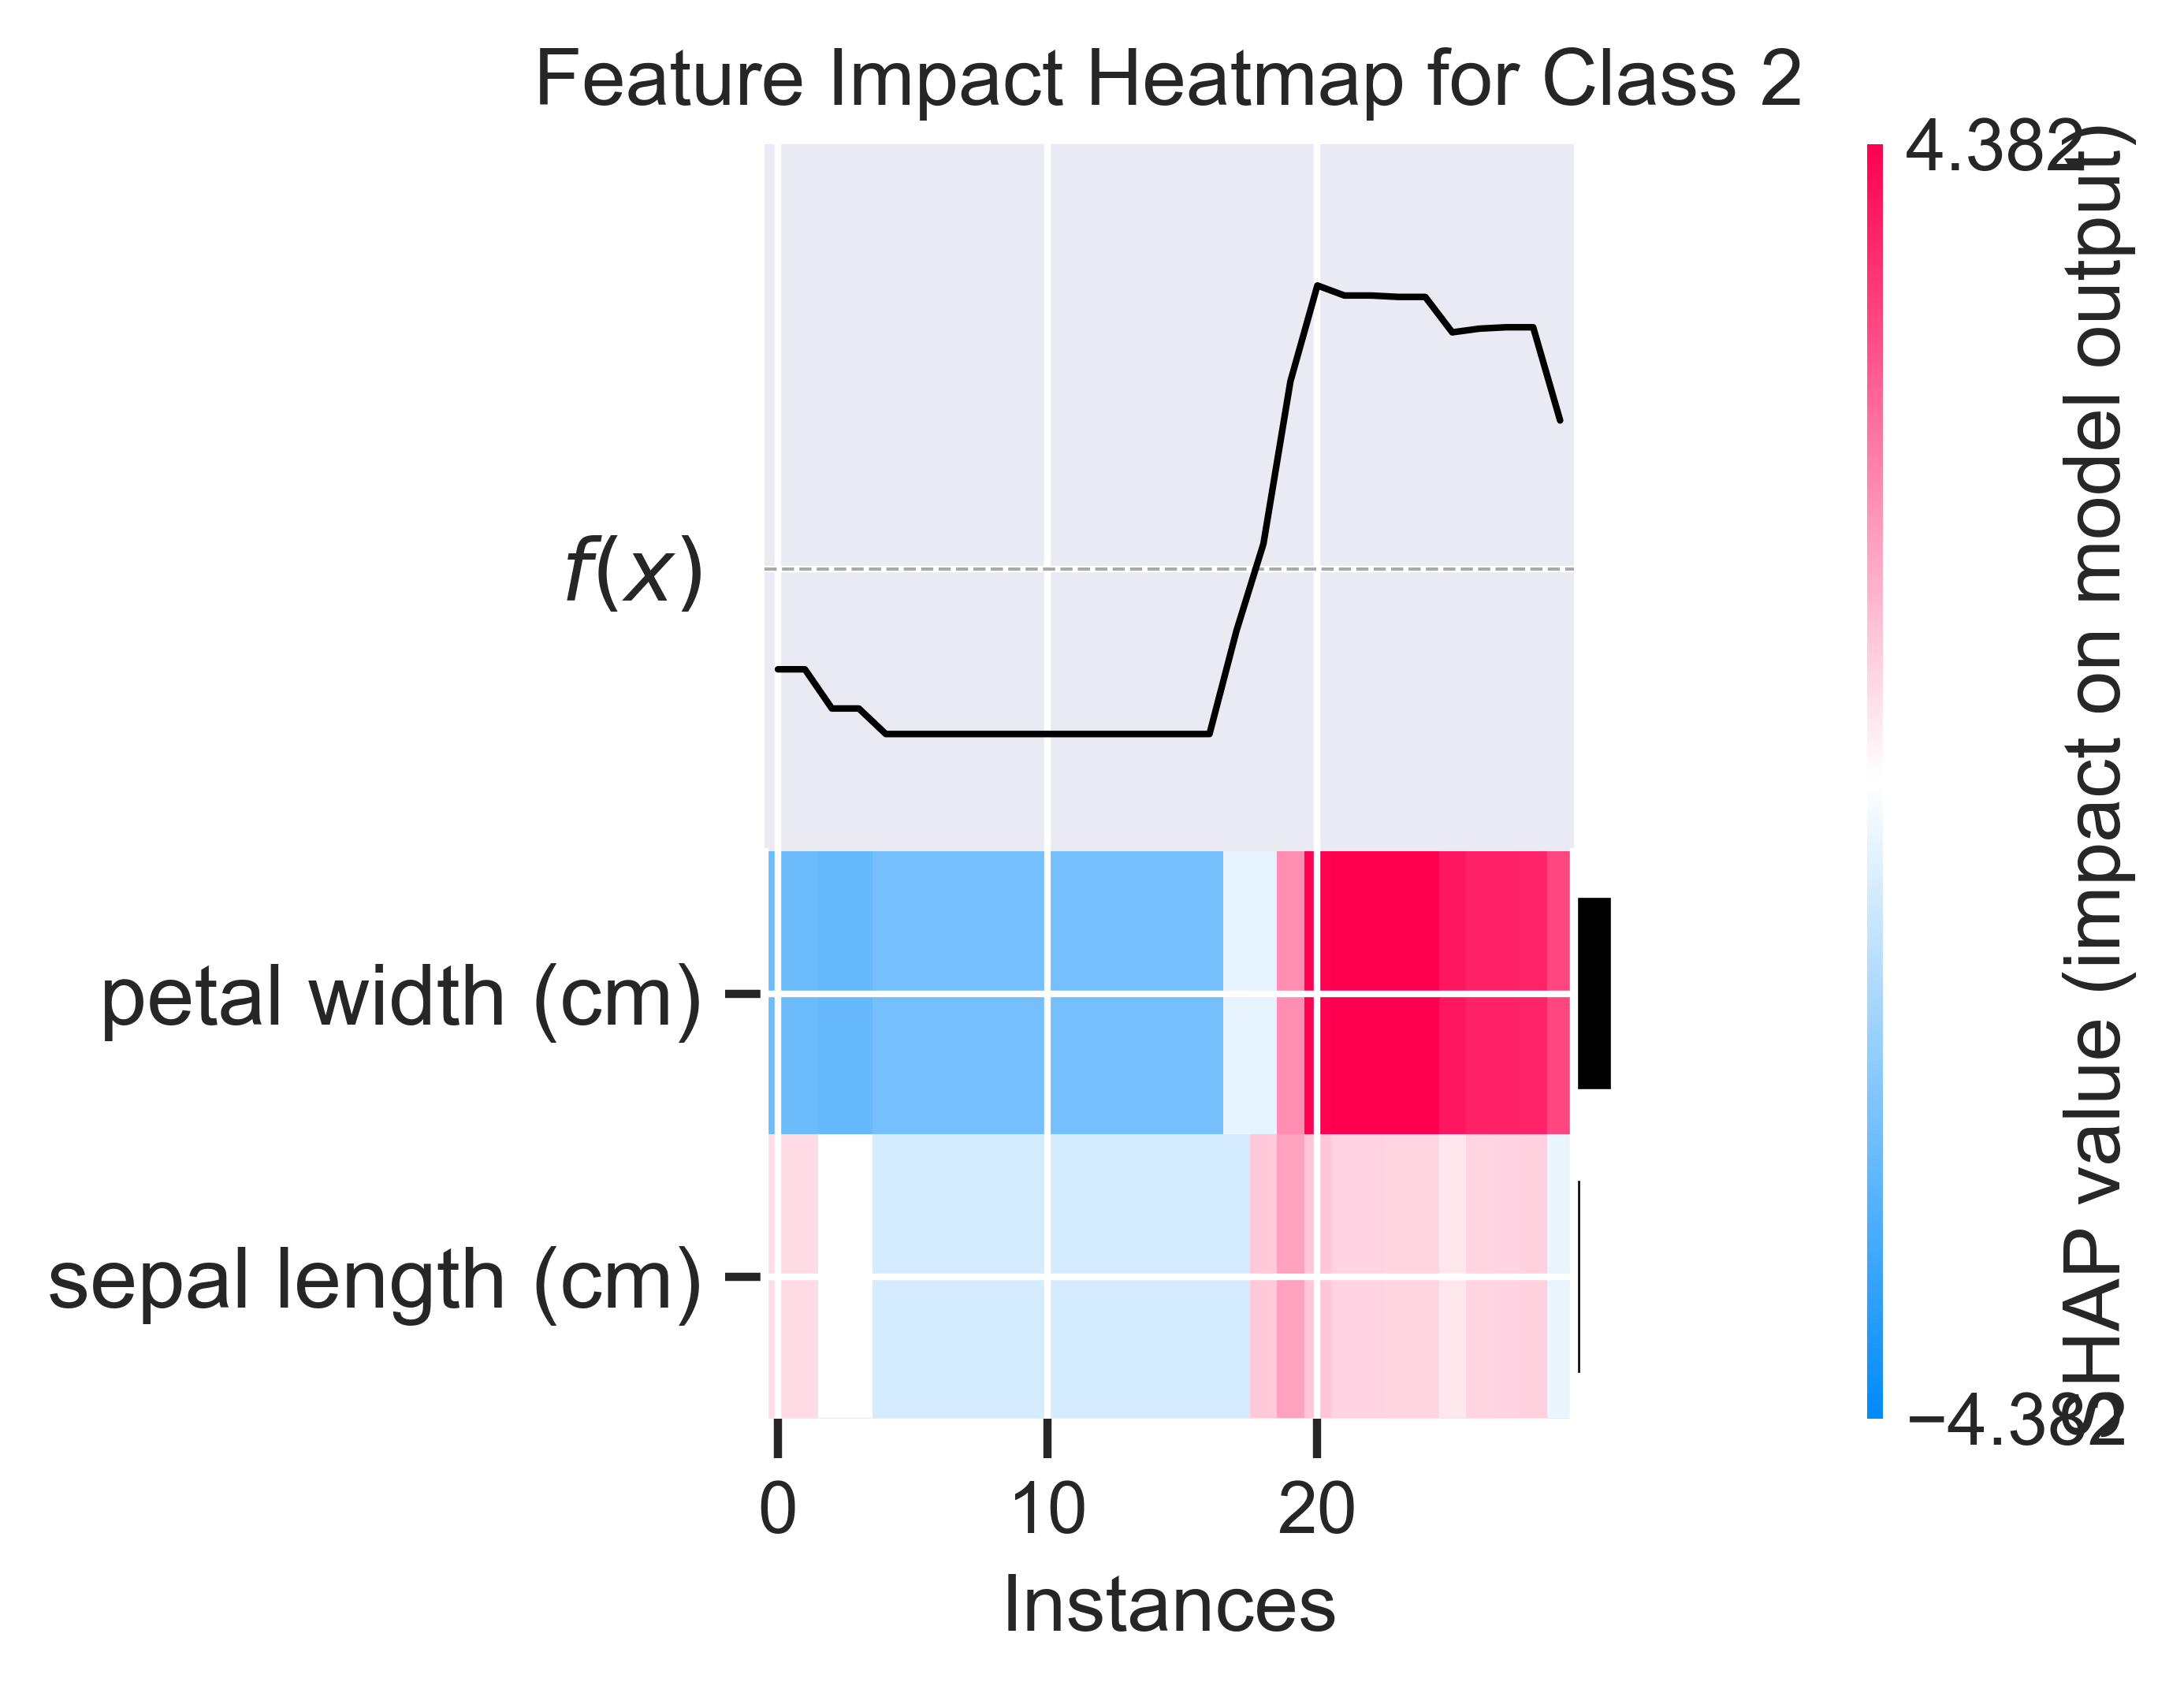 Feature Impact Heatmap for Class 2
f(x)
petal width (cm)
sepal length (cm)
0 10 20
Instances
4.382
−4.382
SHAP value (impact on model output)